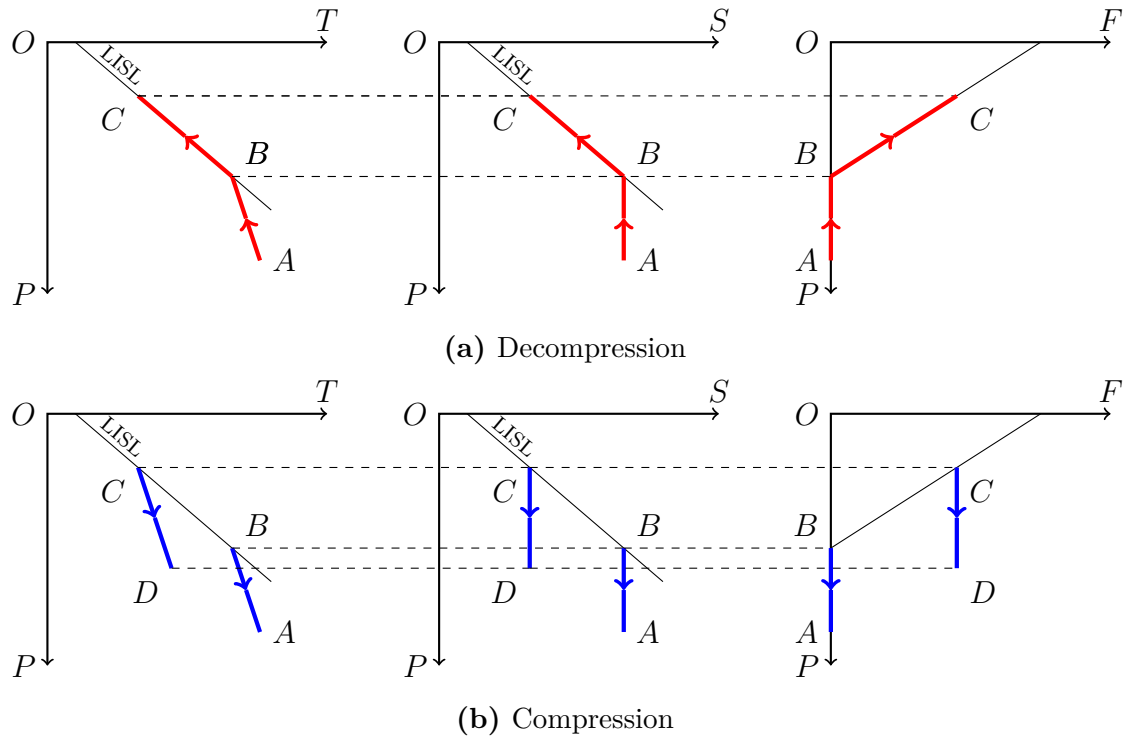 O T O S O F
LISL LISL
C C C
B B B
A A A
P P P
(a) Decompression
O T O S O F
LISL LISL
C C C
B B B
D D D
A A A
P P P
(b) Compression